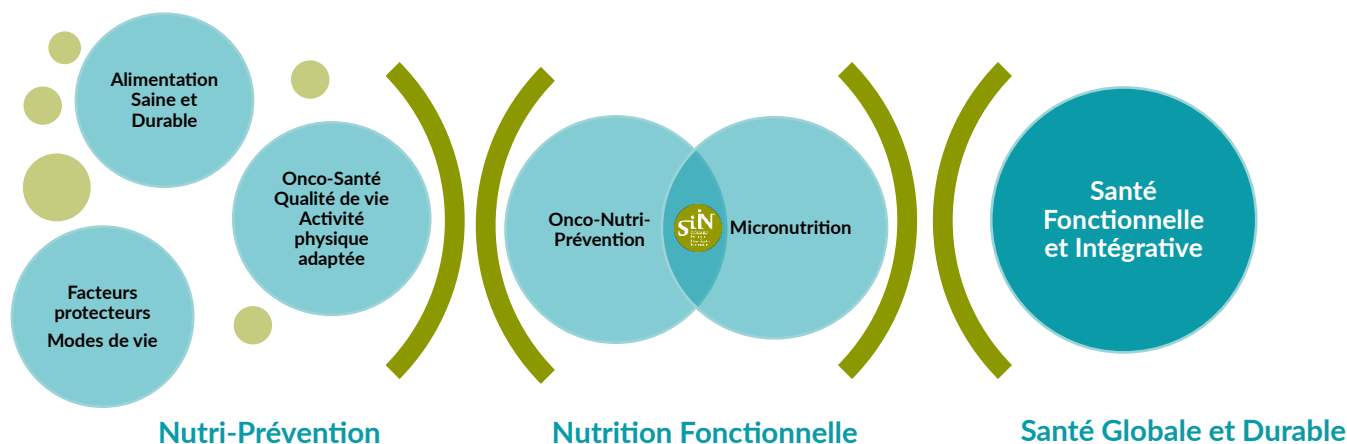 Alimentation
Saine et
Durable
Onco-Santé
Qualité de vie
Activité
physique
adaptée
Facteurs
protecteurs
Modes de vie
Nutri-Prévention
Onco-Nutri-
Prévention
SiiN
Micronutrition
Nutrition Fonctionnelle
Santé
Fonctionnelle
et Intégrative
Santé Globale et Durable